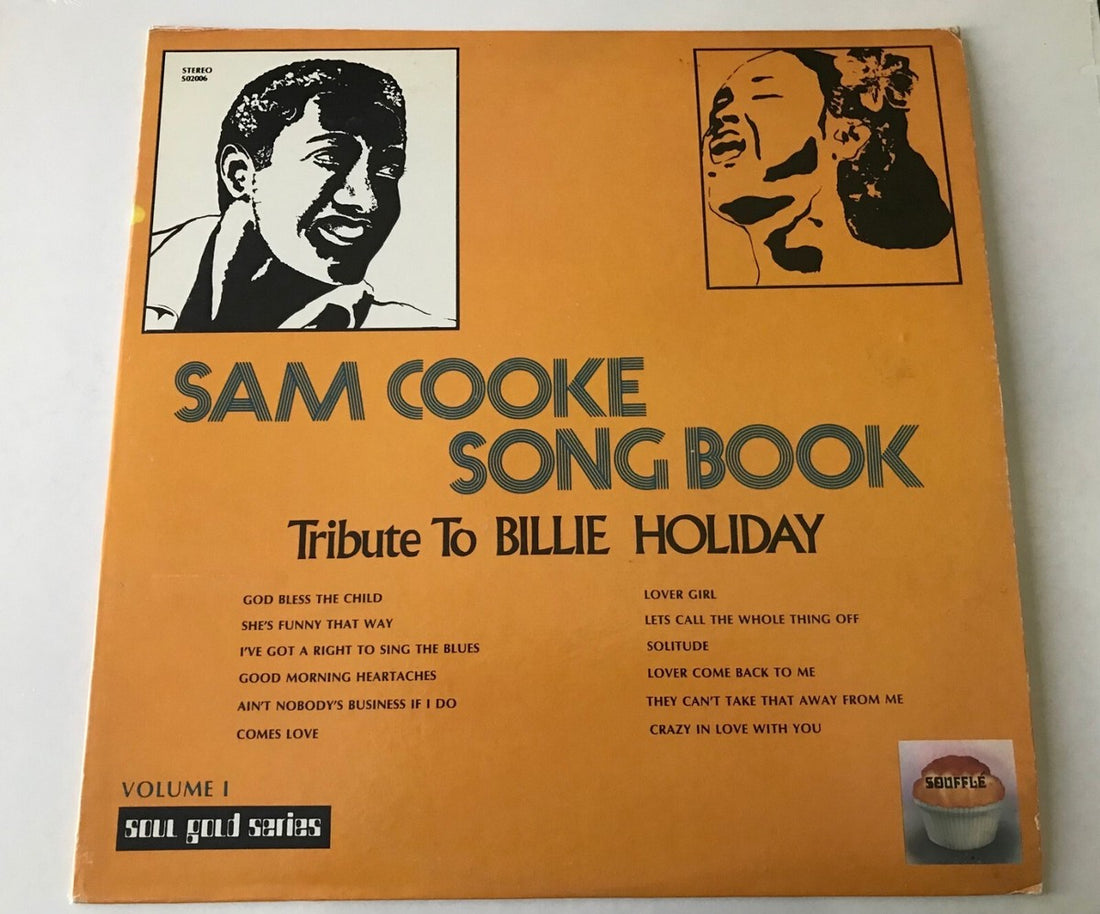 STEREO
SO2006
SAM COOKE
SONG BOOK
Tribute To BILLIE HOLIDAY
GOD BLESS THE CHILD
SHE'S FUNNY THAT WAY
I'VE GOT A RIGHT TO SING THE BLUES
GOOD MORNING HEARTACHES
AIN'T NOBODY'S BUSINESS IF I DO
COMES LOVE
LOVER GIRL
LETS CALL THE WHOLE THING OFF
SOLITUDE
LOVER COME BACK TO ME
THEY CAN'T TAKE THAT AWAY FROM ME
CRAZY IN LOVE WITH YOU
VOLUME I
soul gold series
SOUFFLÉ